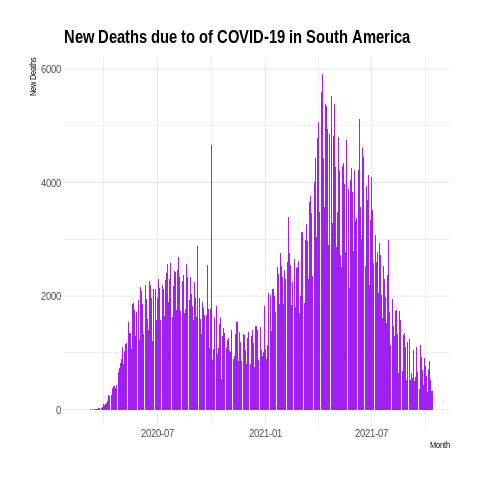 New Deaths due to of COVID-19 in South America
New Deaths
6000
4000
2000
0
2020-07
2021-01
2021-07
Month